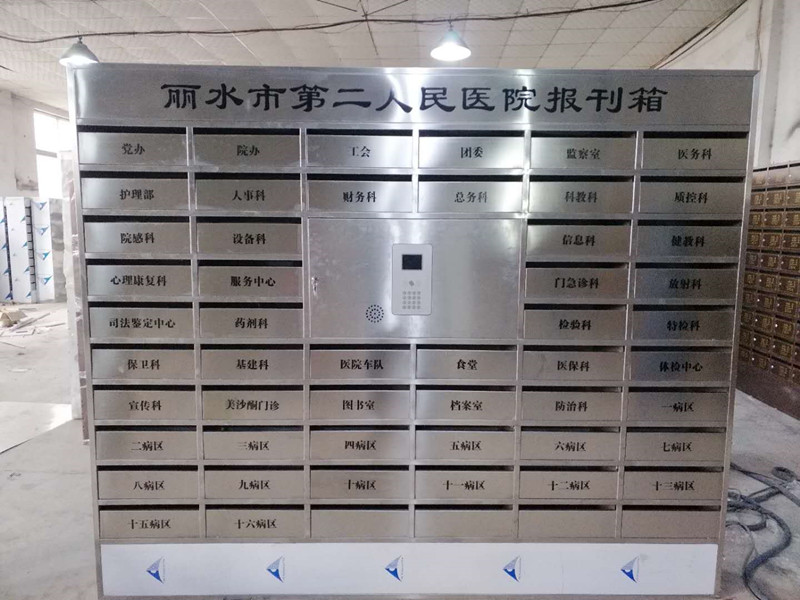 丽水市第二人民医院报刊箱
党办 院办 工会 团委 监察室 医务科
护理部 人事科 财务科 总务科 科教科 质控科
院感科 设备科 信息科 健教科
心理康复科 服务中心 门急诊科 放射科
司法鉴定中心 药剂科 检验科 特检科
保卫科 基建科 医院车队 食堂 医保科 体检中心
宣传科 美沙酮门诊 图书室 档案室 防治科 一病区
二病区 三病区 四病区 五病区 六病区 七病区
八病区 九病区 十病区 十一病区 十二病区 十三病区
十五病区 十六病区